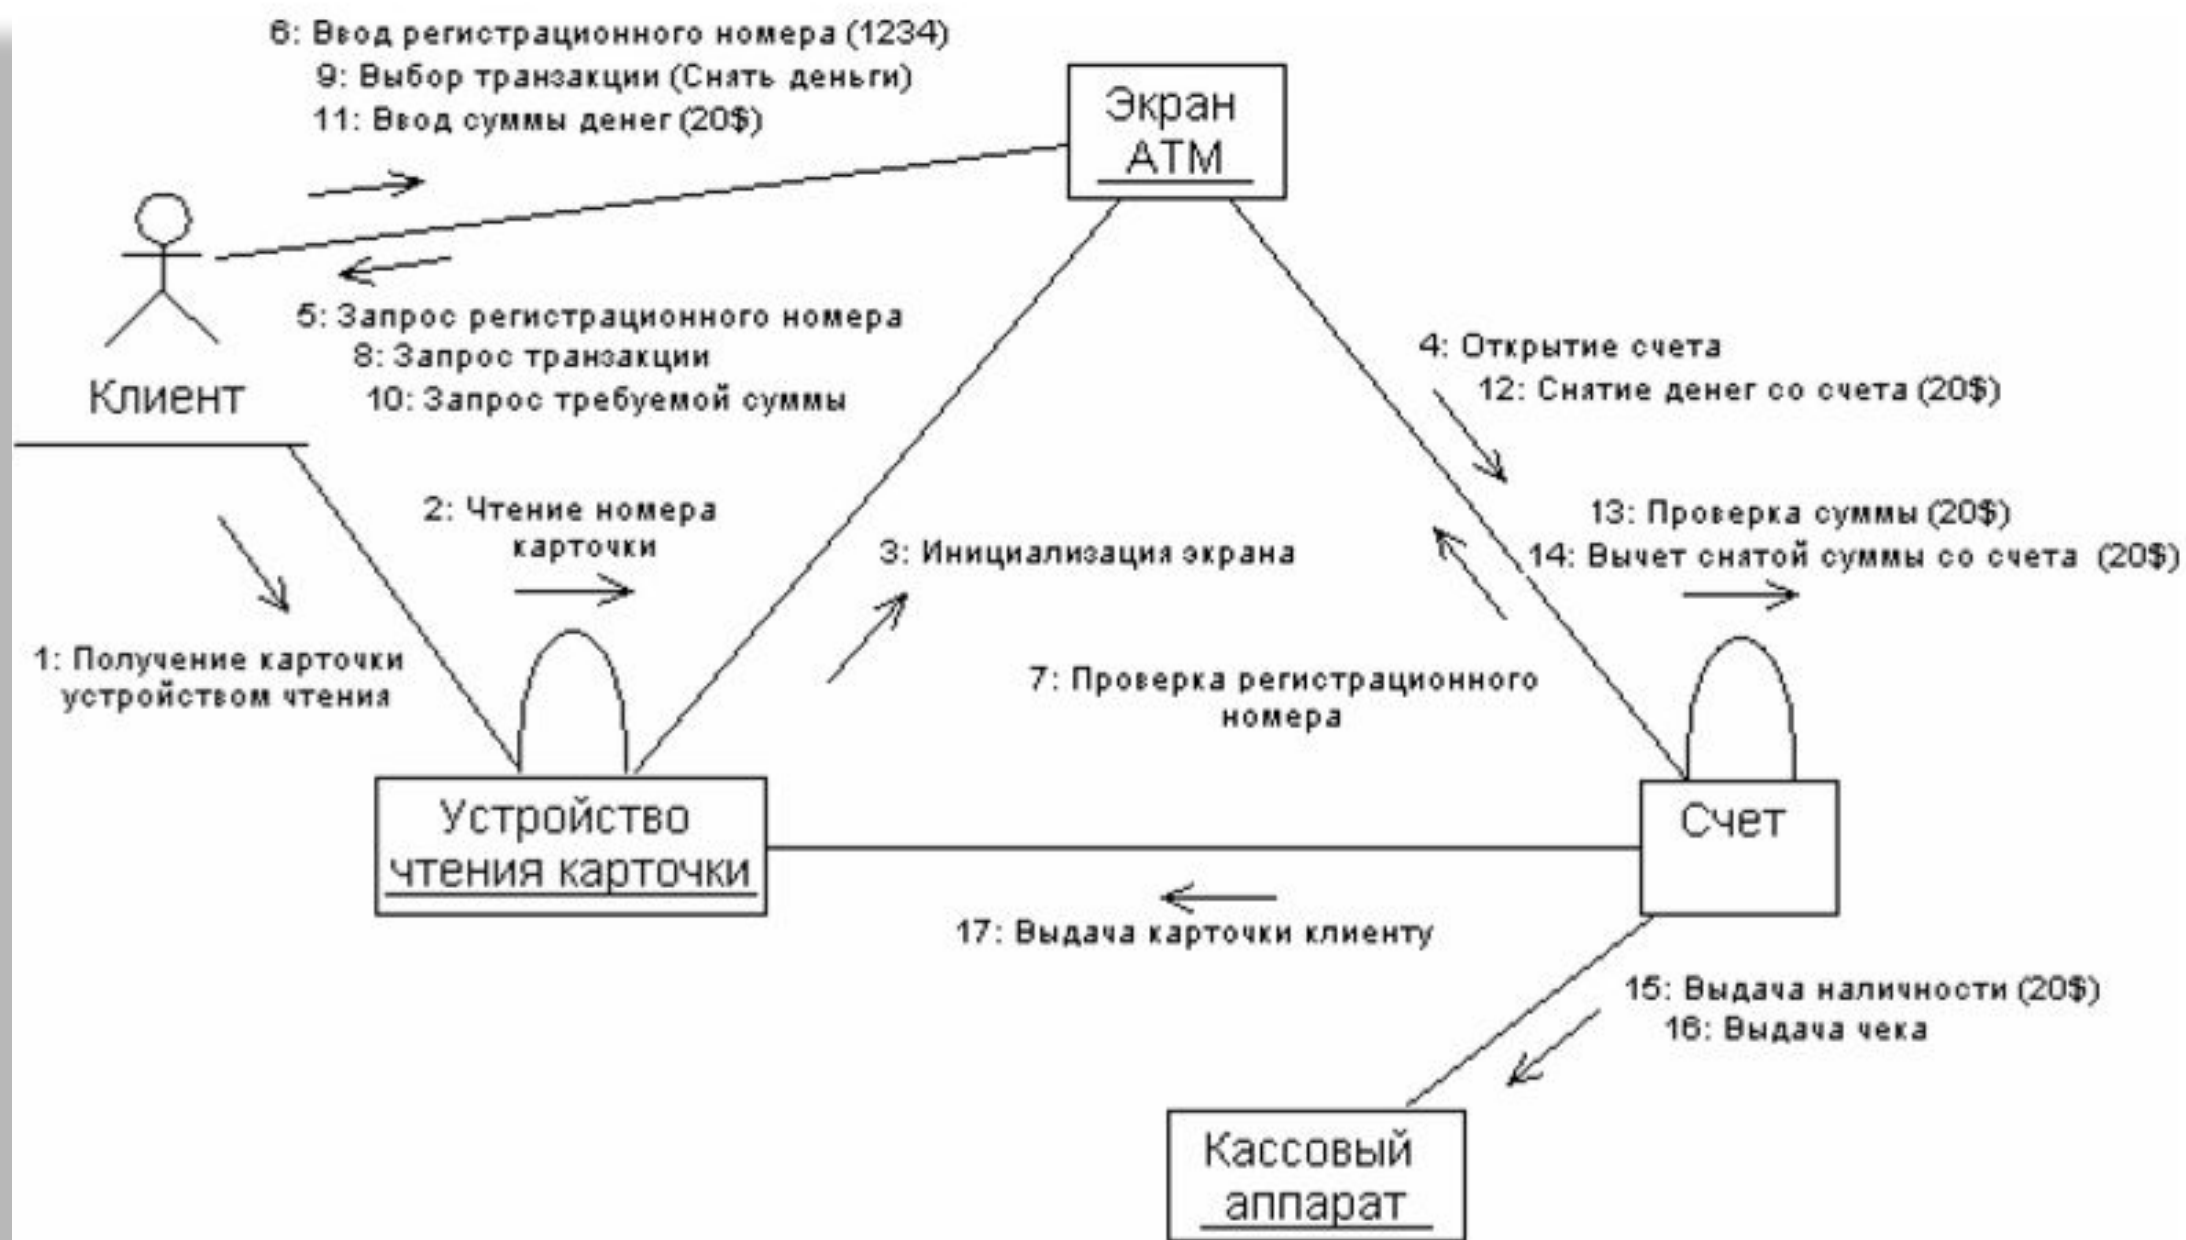 6: Ввод регистрационного номера (1234)
9: Выбор транзакции (Снять деньги)
11: Ввод суммы денег (20$)
Экран
АТМ
5: Запрос регистрационного номера
8: Запрос транзакции
10: Запрос требуемой суммы
Клиент
4: Открытие счета
12: Снятие денег со счета (20$)
2: Чтение номера
карточки
3: Инициализация экрана
13: Проверка суммы (20$)
14: Вычет снятой суммы со счета (20$)
1: Получение карточки
устройством чтения
7: Проверка регистрационного
номера
Устройство
чтения карточки
Счет
17: Выдача карточки клиенту
15: Выдача наличности (20$)
16: Выдача чека
Кассовый
аппарат